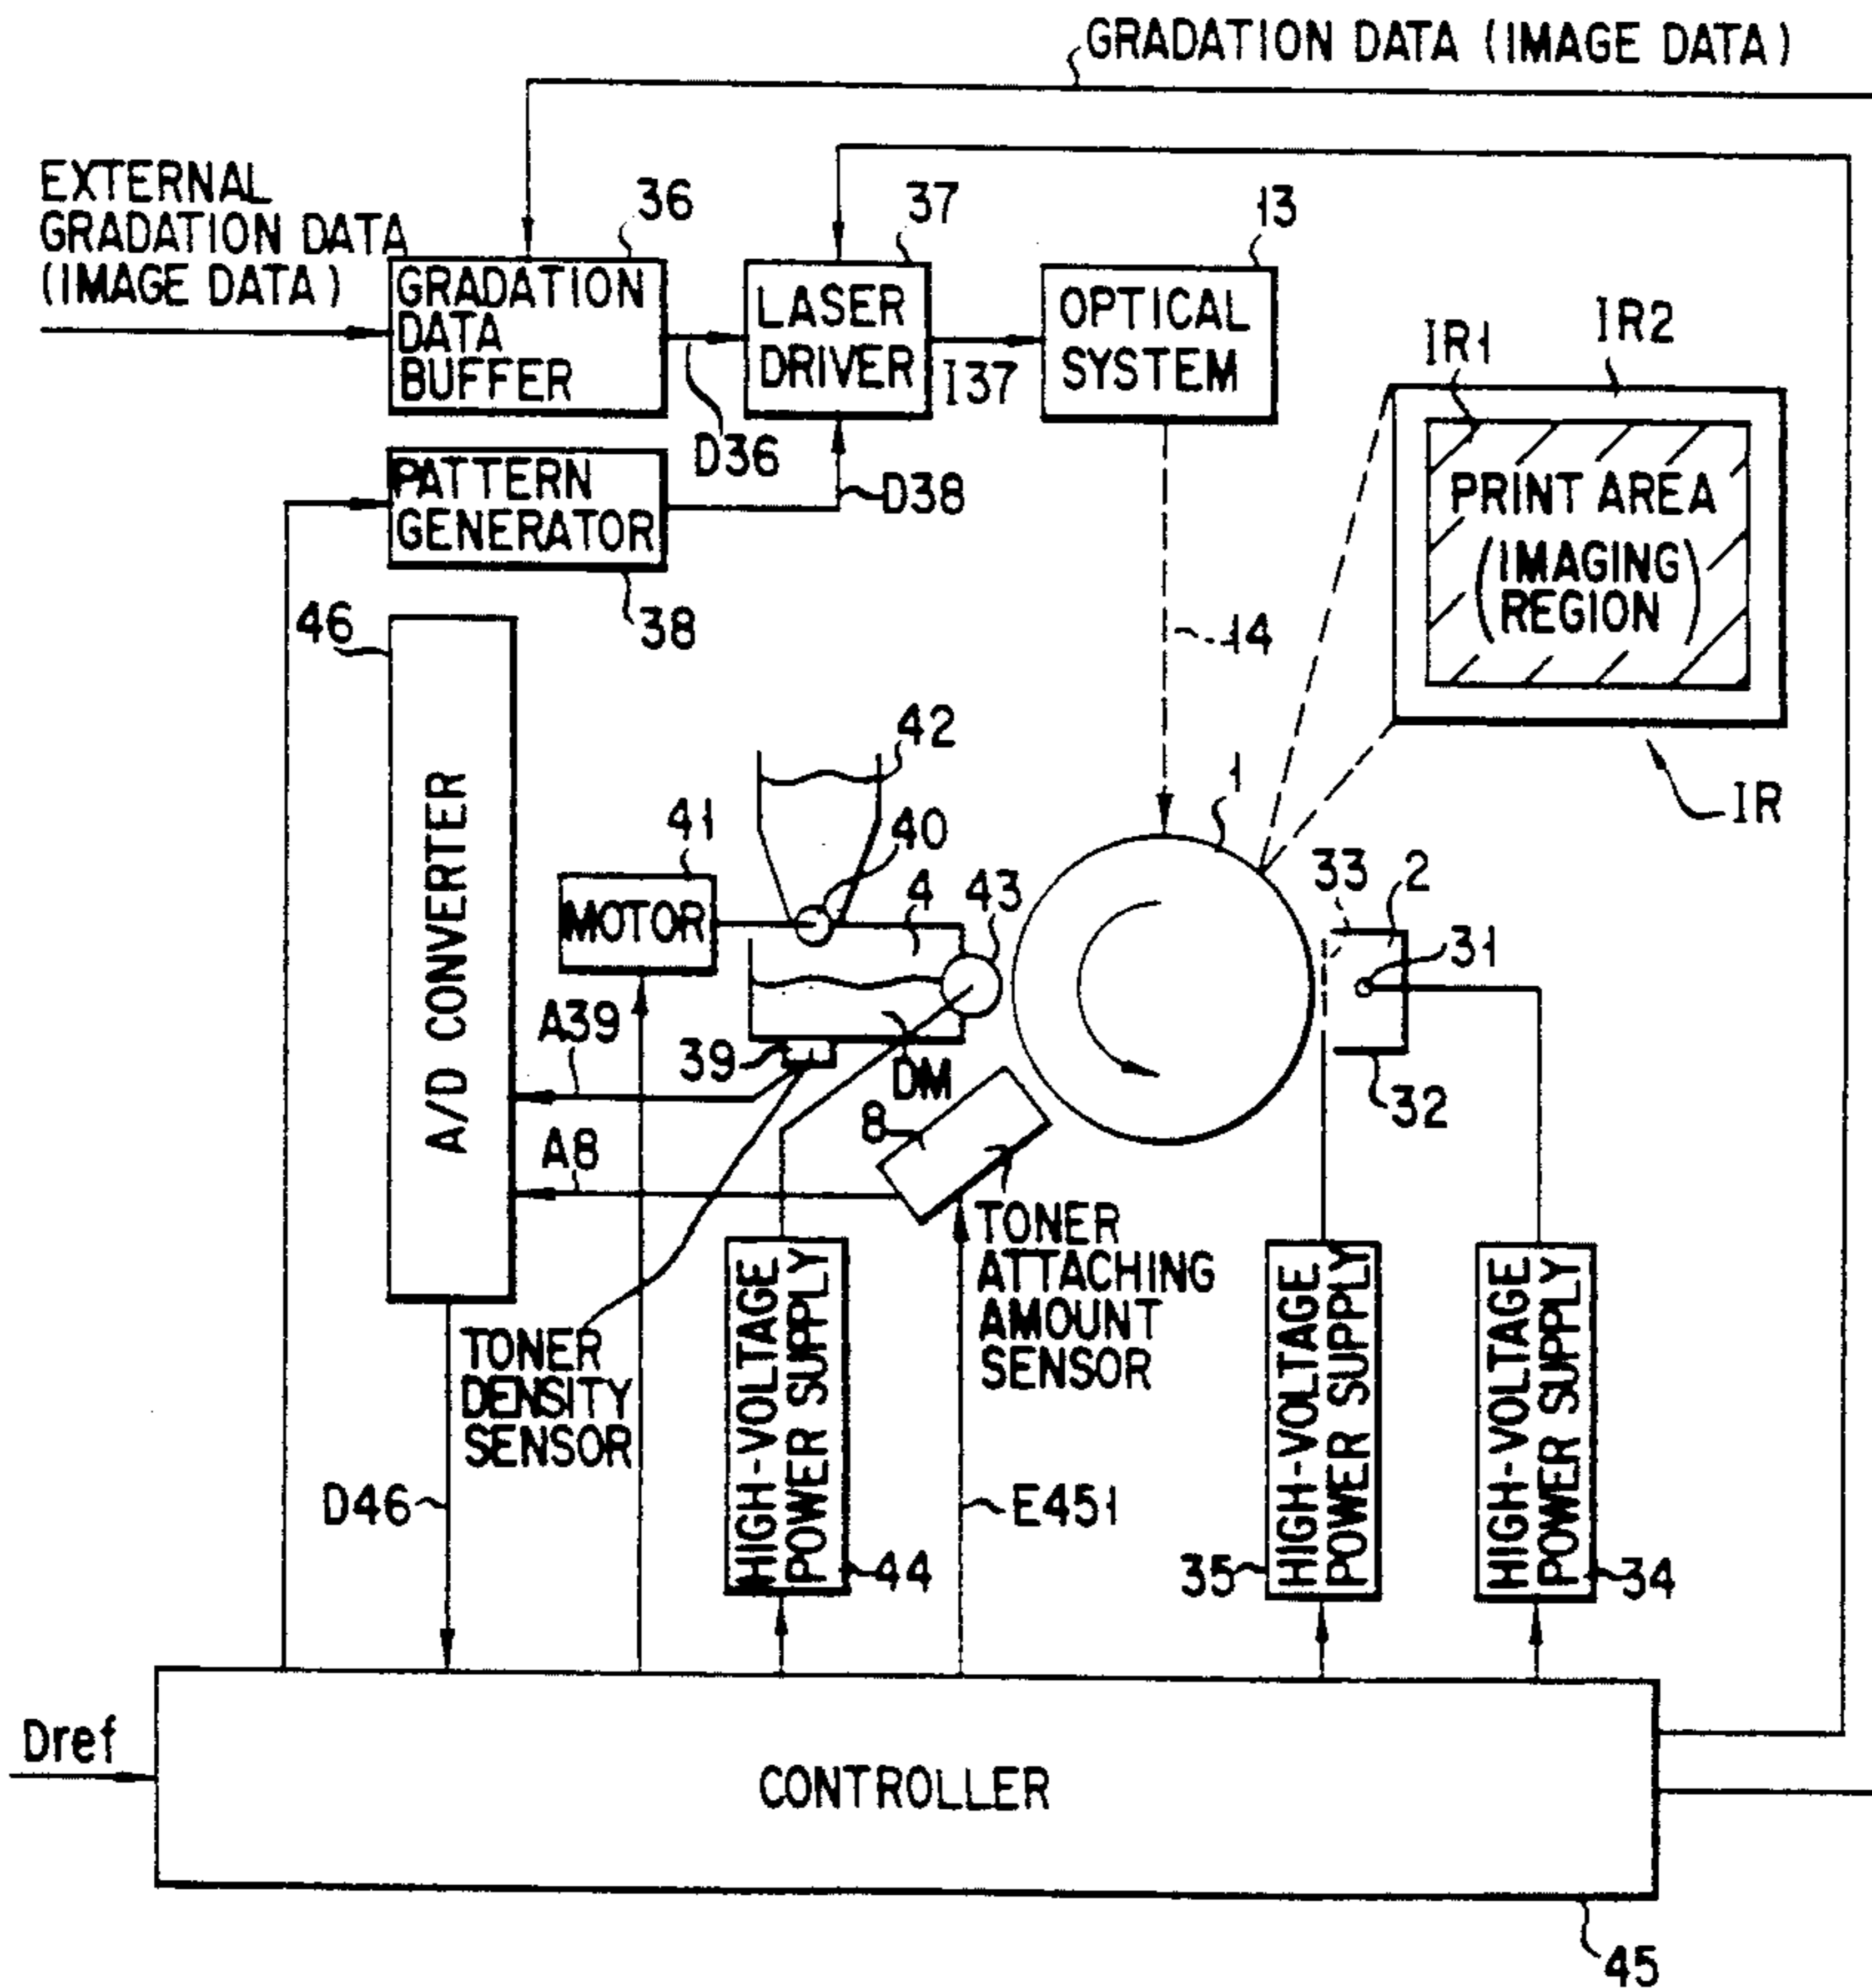 GRADATION DATA (IMAGE DATA)
EXTERNAL
GRADATION DATA
(IMAGE DATA)
36
37
13
GRADATION
DATA
BUFFER
LASER
DRIVER
OPTICAL
SYSTEM
I37
D36
IR1
IR2
PRINT AREA
(IMAGING
REGION)
IR
PATTERN
GENERATOR
D38
38
46
14
A/D CONVERTER
42
41
40
1
MOTOR
4
43
33
2
31
A39
39
DM
32
8
A8
TONER
ATTACHING
AMOUNT
SENSOR
TONER
DENSITY
SENSOR
HIGH-VOLTAGE
POWER SUPPLY
HIGH-VOLTAGE
POWER SUPPLY
HIGH-VOLTAGE
POWER SUPPLY
D46
E451
44
35
34
Dref
CONTROLLER
45